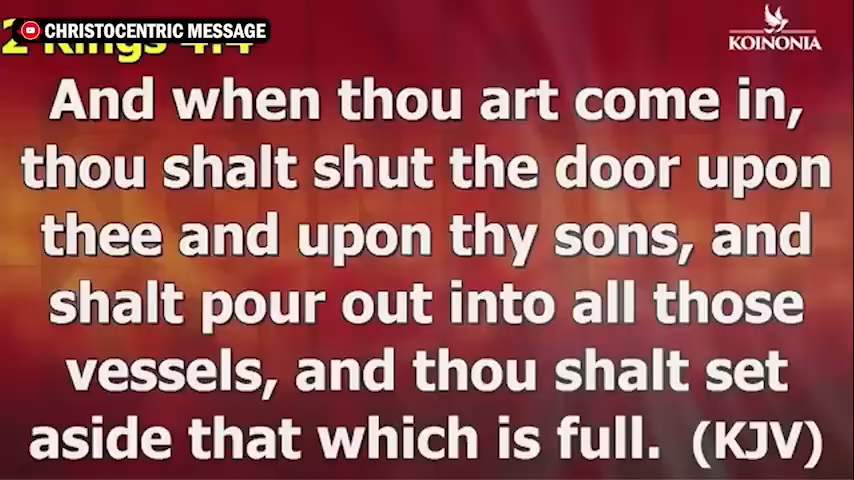 CHRISTOCENTRIC MESSAGE
KOINONIA
2 Kings 4:4
And when thou art come in,
thou shalt shut the door upon
thee and upon thy sons, and
shalt pour out into all those
vessels, and thou shalt set
aside that which is full. (KJV)